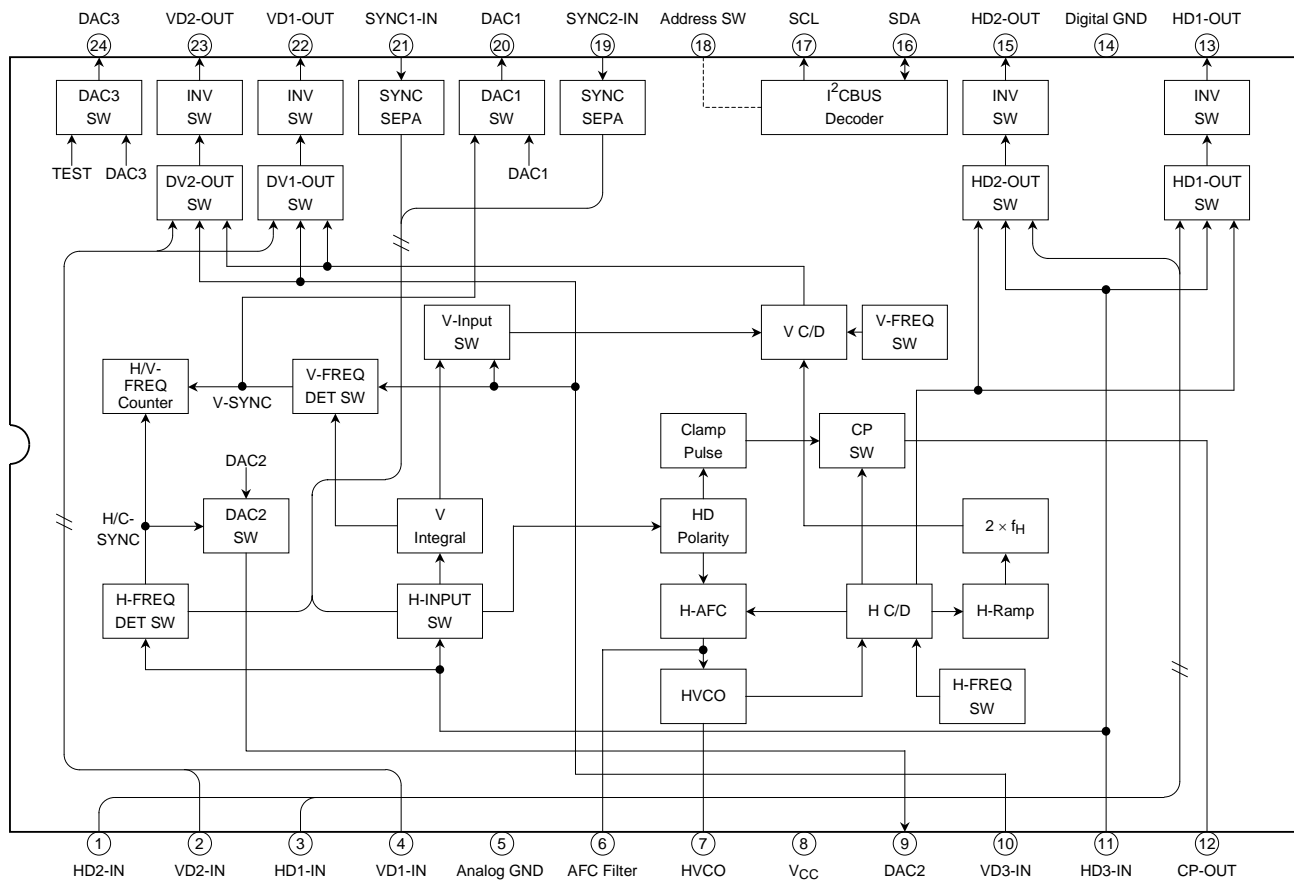 DAC3 VD2-OUT VD1-OUT SYNC1-IN DAC1 SYNC2-IN Address SW SCL SDA HD2-OUT Digital GND HD1-OUT
24 23 22 21 20 19 18 17 16 15 14 13
DAC3
SW
INV
SW
INV
SW
SYNC
SEPA
DAC1
SW
SYNC
SEPA
I²CBUS
Decoder
INV
SW
INV
SW
TEST
DAC3
DAC1
DV2-OUT
SW
DV1-OUT
SW
HD2-OUT
SW
HD1-OUT
SW
V-Input
SW
V C/D
V-FREQ
SW
H/V-
FREQ
Counter
V-SYNC
V-FREQ
DET SW
Clamp
Pulse
CP
SW
DAC2
H/C-
SYNC
DAC2
SW
V
Integral
HD
Polarity
2 × fH
H-FREQ
DET SW
H-INPUT
SW
H-AFC
H C/D
H-Ramp
HVCO
H-FREQ
SW
1 2 3 4 5 6 7 8 9 10 11 12
HD2-IN VD2-IN HD1-IN VD1-IN Analog GND AFC Filter HVCO VCC DAC2 VD3-IN HD3-IN CP-OUT